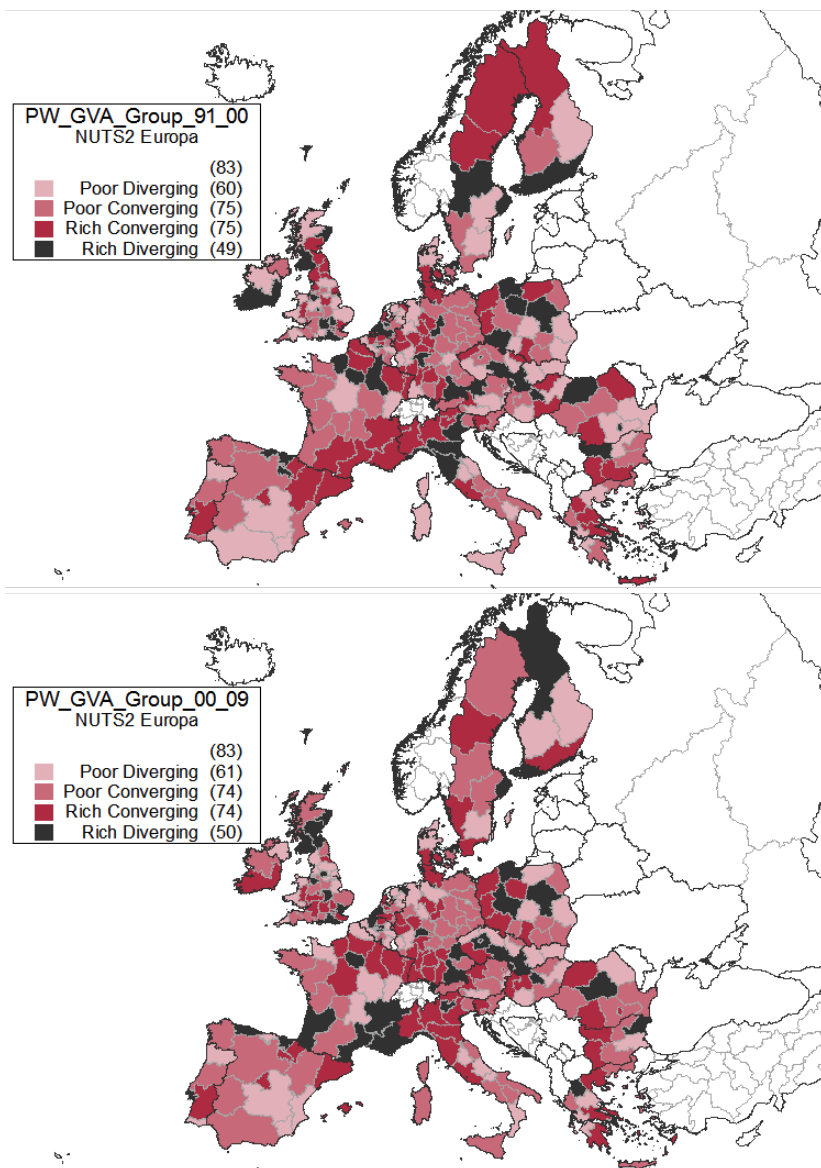 PW_GVA_Group_91_00
NUTS2 Europa
(83)
Poor Diverging (60)
Poor Converging (75)
Rich Converging (75)
Rich Diverging (49)
PW_GVA_Group_00_09
NUTS2 Europa
(83)
Poor Diverging (61)
Poor Converging (74)
Rich Converging (74)
Rich Diverging (50)